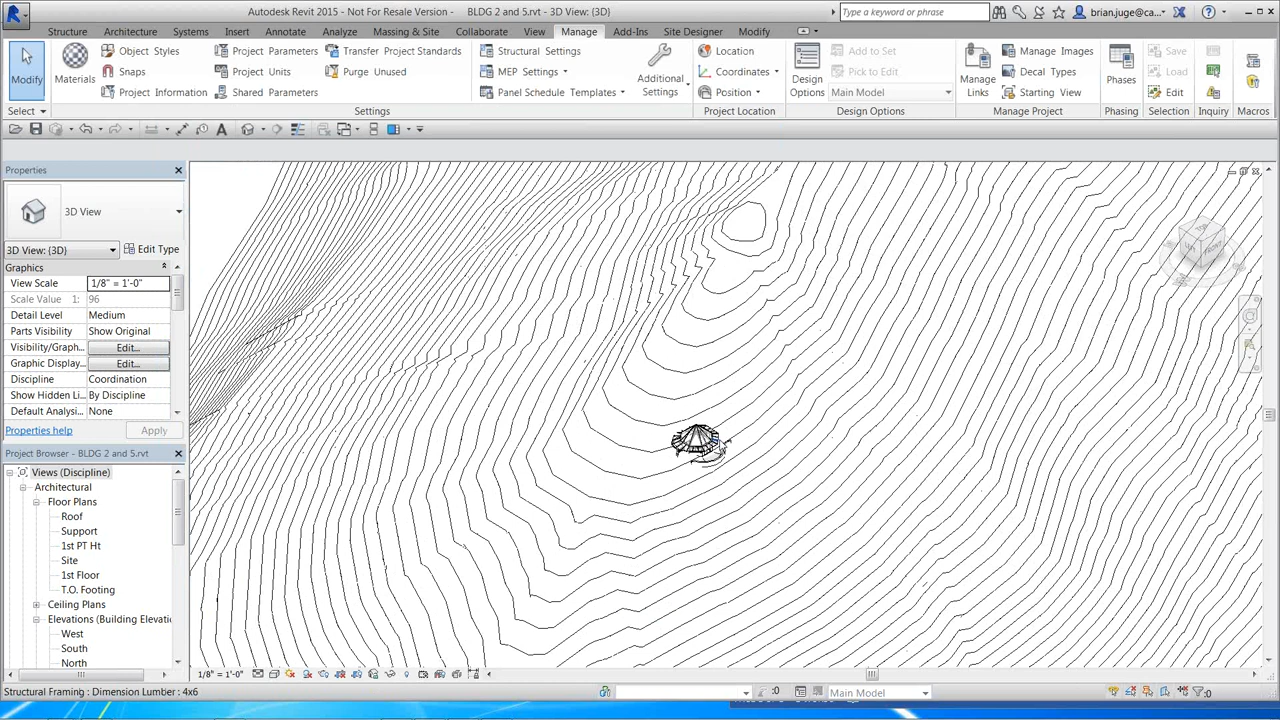 Autodesk Revit 2015 - Not For Resale Version - BLDG 2 and 5.rvt - 3D View: {3D}
Type a keyword or phrase
brian.juge@ca...
Architecture Structure Systems Insert Annotate Analyze Massing & Site Collaborate View Manage Add-Ins Site Designer Modify
Modify
Materials
Object Styles
Snaps
Project Information
Project Parameters
Project Units
Shared Parameters
Transfer Project Standards
Purge Unused
Structural Settings
MEP Settings
Panel Schedule Templates
Additional
Settings
Location
Coordinates
Position
Design
Options
Add to Set
Pick to Edit
Main Model
Manage
Links
Manage Images
Decal Types
Starting View
Phases
Save
Load
Edit
Select
Settings
Project Location
Design Options
Manage Project
Phasing
Selection
Inquiry
Macros
Properties
3D View
3D View: {3D}
Edit Type
Graphics
View Scale 1/8" = 1'-0"
Scale Value 1: 96
Detail Level Medium
Parts Visibility Show Original
Visibility/Graph... Edit...
Graphic Display... Edit...
Discipline Coordination
Show Hidden Li... By Discipline
Default Analysi... None
Properties help
Apply
Project Browser - BLDG 2 and 5.rvt
Views (Discipline)
Architectural
Floor Plans
Roof
Support
1st PT Ht
Site
1st Floor
T.O. Footing
Ceiling Plans
Elevations (Building Elevati
West
South
North
TOP
FRONT
1/8" = 1'-0"
Structural Framing : Dimension Lumber : 4x6
:0
Main Model
:0